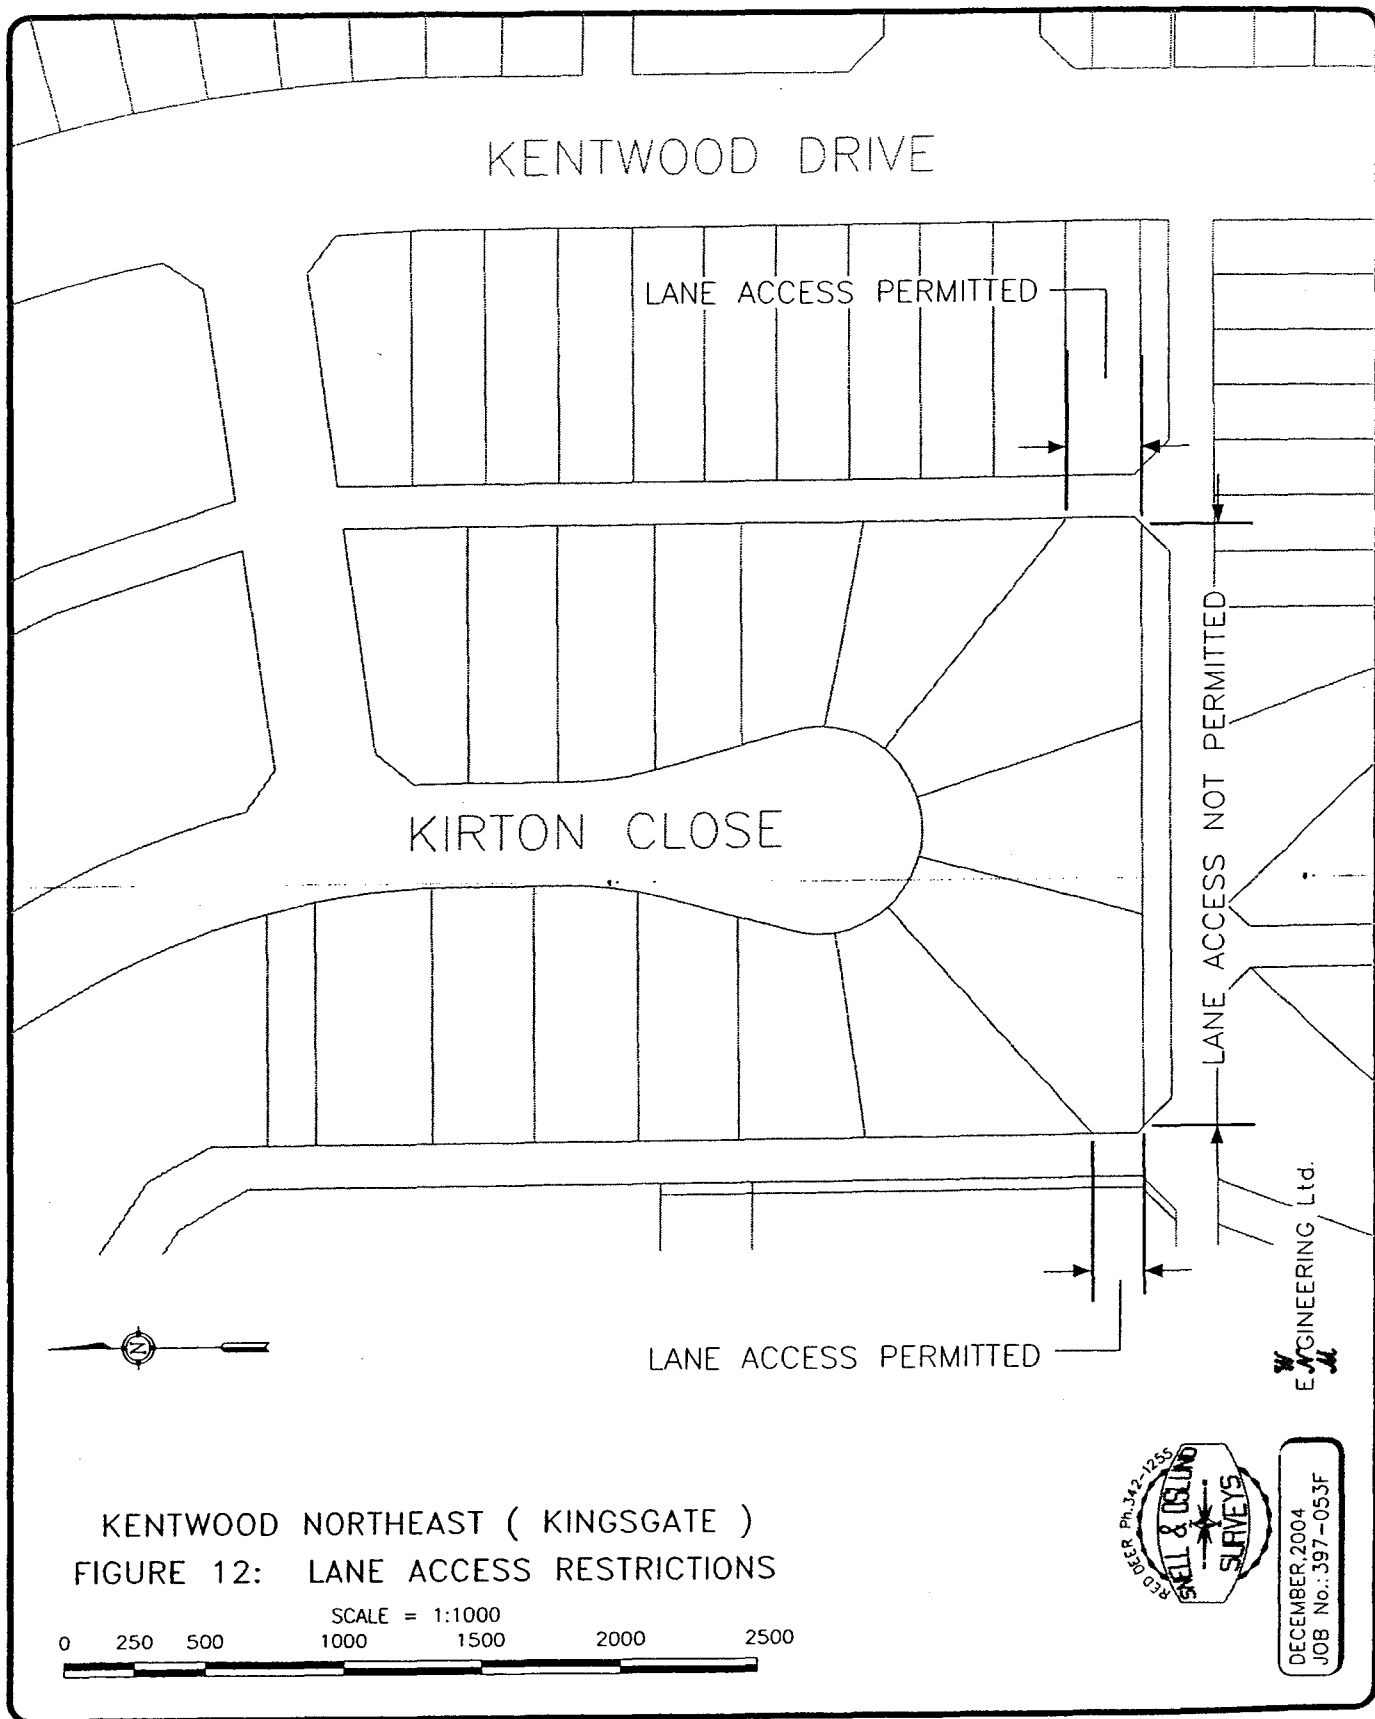 KENTWOOD DRIVE
LANE ACCESS PERMITTED
LANE ACCESS NOT PERMITTED
KIRTON CLOSE
LANE ACCESS PERMITTED
N
ENGINEERING Ltd.
RED DEER Ph.342-1255
SNELL & OSLUND
SURVEYS
DECEMBER,2004
JOB No.: 397-053F
KENTWOOD NORTHEAST ( KINGSGATE )
FIGURE 12: LANE ACCESS RESTRICTIONS
SCALE = 1:1000
0 250 500 1000 1500 2000 2500